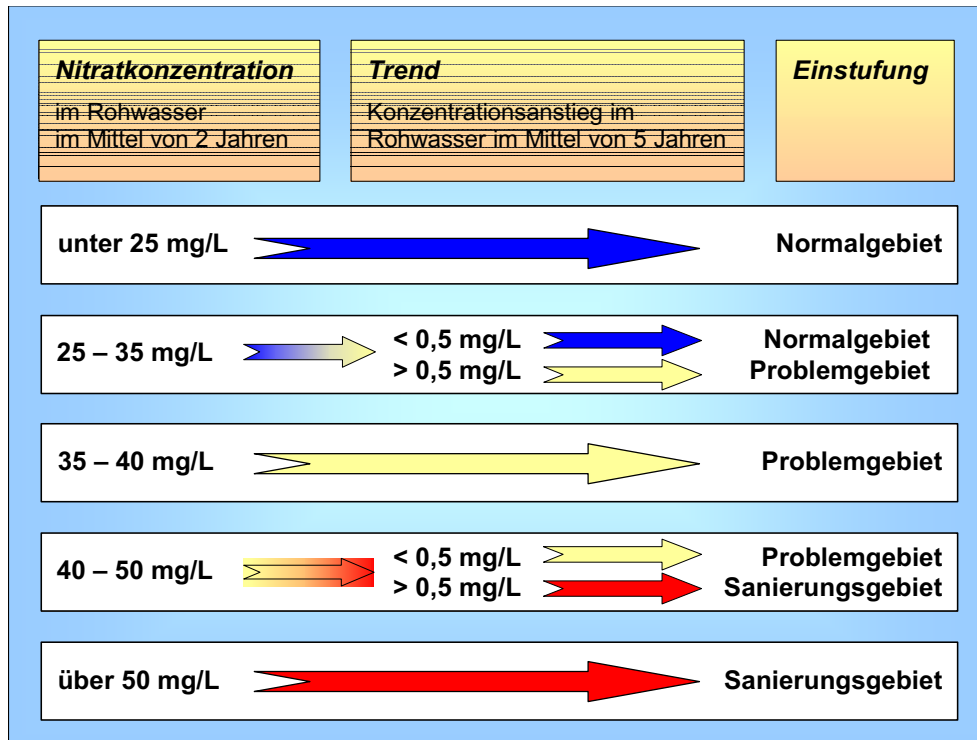 Nitratkonzentration
im Rohwasser
im Mittel von 2 Jahren
Trend
Konzentrationsanstieg im
Rohwasser im Mittel von 5 Jahren
Einstufung
unter 25 mg/L
Normalgebiet
25 – 35 mg/L
< 0,5 mg/L
Normalgebiet
> 0,5 mg/L
Problemgebiet
35 – 40 mg/L
Problemgebiet
40 – 50 mg/L
< 0,5 mg/L
Problemgebiet
> 0,5 mg/L
Sanierungsgebiet
über 50 mg/L
Sanierungsgebiet